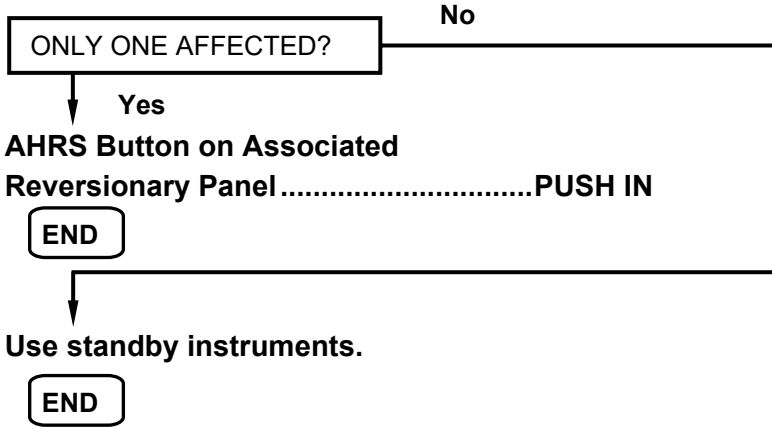 No
ONLY ONE AFFECTED?
Yes
AHRS Button on Associated
Reversionary Panel..............................PUSH IN
END
Use standby instruments.
END